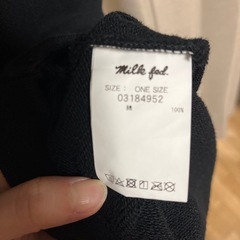 Milk fed.
SIZE : ONE SIZE
03184952
綿 100%